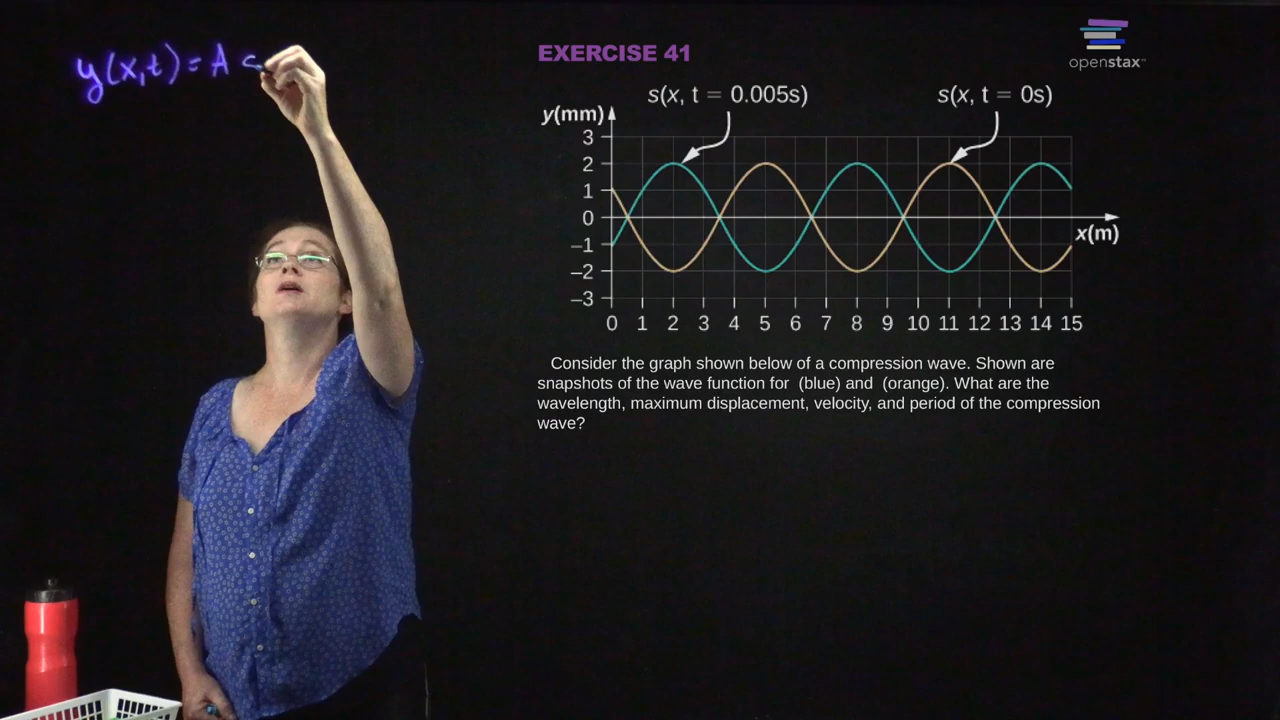 y(x,t) = A c
EXERCISE 41
openstax™
s(x, t = 0.005s)
s(x, t = 0s)
y(mm)
3
2
1
0
–1
–2
–3
x(m)
0 1 2 3 4 5 6 7 8 9 10 11 12 13 14 15
Consider the graph shown below of a compression wave. Shown are
snapshots of the wave function for (blue) and (orange). What are the
wavelength, maximum displacement, velocity, and period of the compression
wave?